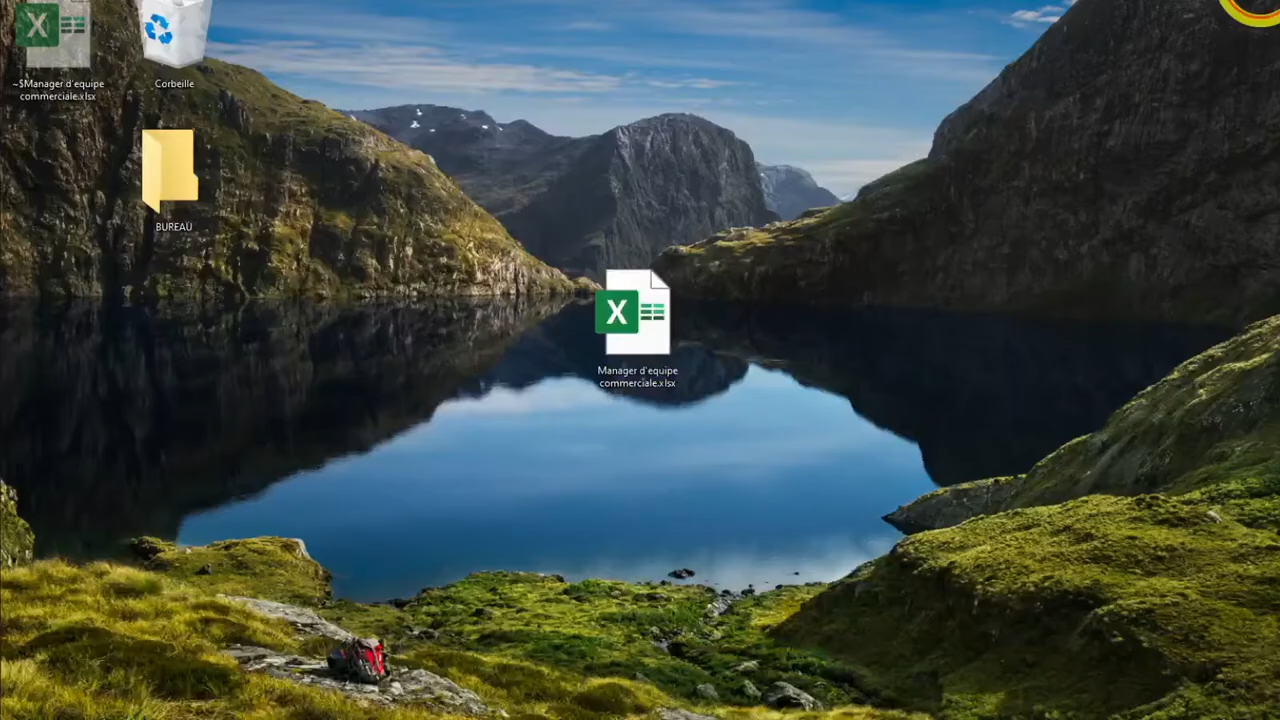 ~$Manager d'equipe
commerciale.xlsx
Corbeille
BUREAU
X
Manager d'equipe
commerciale.xlsx